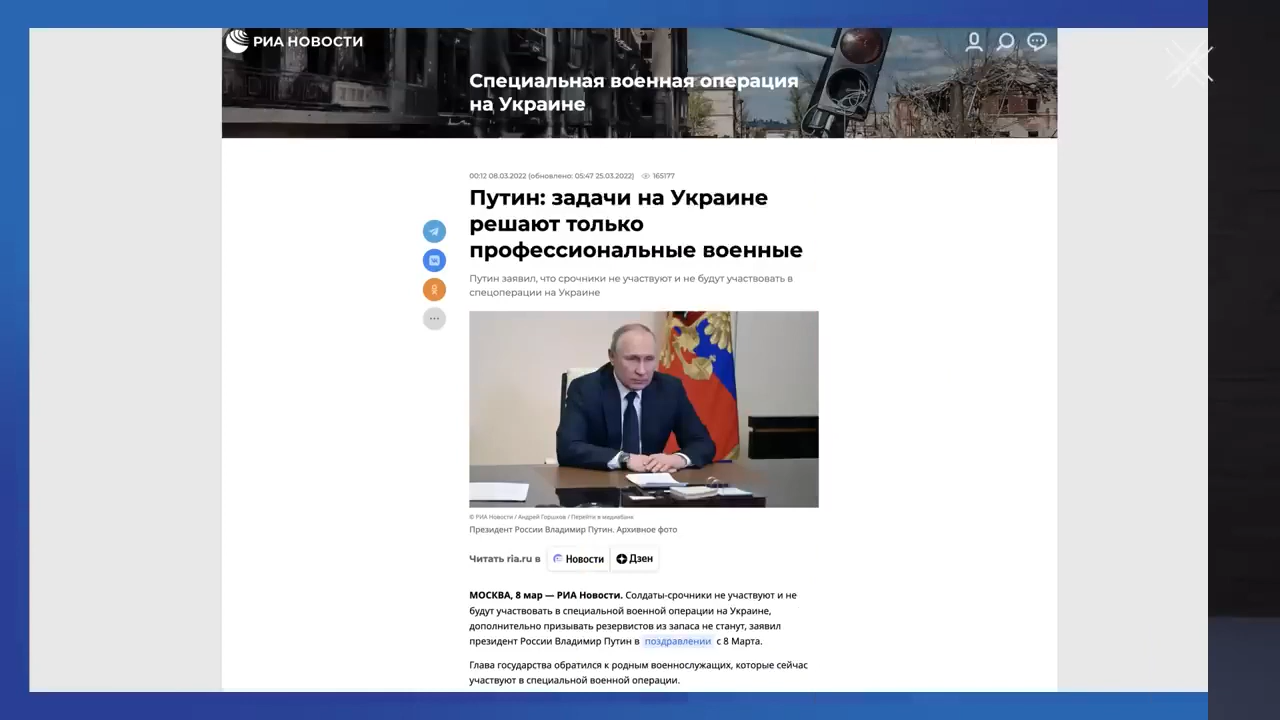 РИА НОВОСТИ
Специальная военная операция
на Украине
00:12 08.03.2022 (обновлено: 05:47 25.03.2022) 165177
Путин: задачи на Украине
решают только
профессиональные военные
Путин заявил, что срочники не участвуют и не будут участвовать в
спецоперации на Украине
© РИА Новости / Андрей Горшков / Перейти в медиабанк
Президент России Владимир Путин. Архивное фото
Читать ria.ru в Новости Дзен
МОСКВА, 8 мар — РИА Новости. Солдаты-срочники не участвуют и не
будут участвовать в специальной военной операции на Украине,
дополнительно призывать резервистов из запаса не станут, заявил
президент России Владимир Путин в поздравлении с 8 Марта.
Глава государства обратился к родным военнослужащих, которые сейчас
участвуют в специальной военной операции.